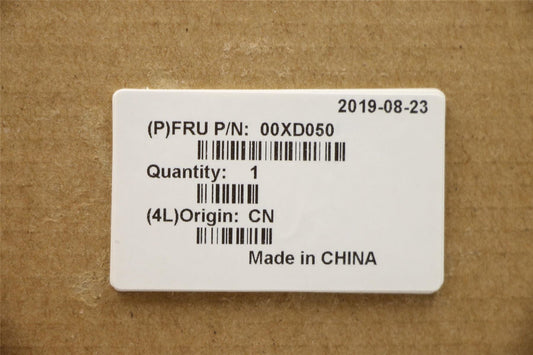 2019-08-23
(P)FRU P/N: 00XD050
Quantity: 1
(4L)Origin: CN
Made in CHINA